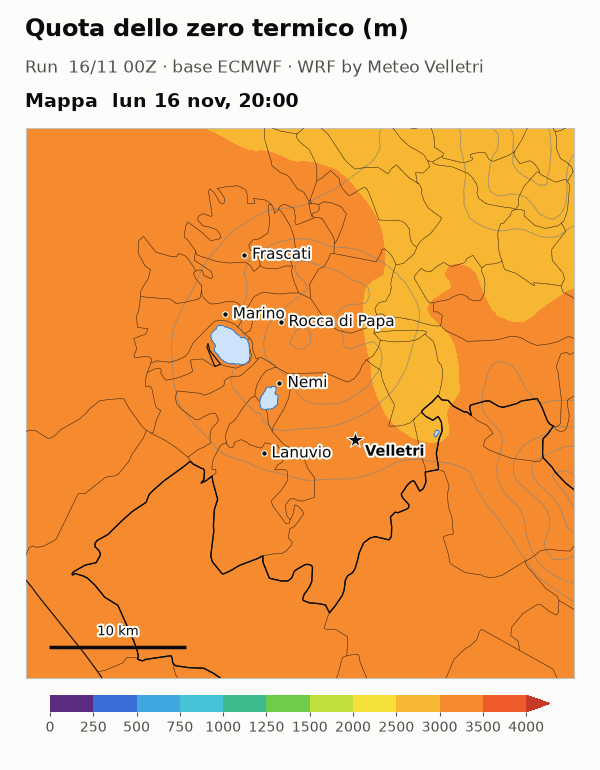 Quota dello zero termico (m)
Run  16/11 00Z · base ECMWF · WRF by Meteo Velletri
Mappa  lun 16 nov, 20:00
Frascati
Marino
Rocca di Papa
Nemi
Velletri
Lanuvio
10 km
0 250 500 750 1000 1250 1500 2000 2500 3000 3500 4000